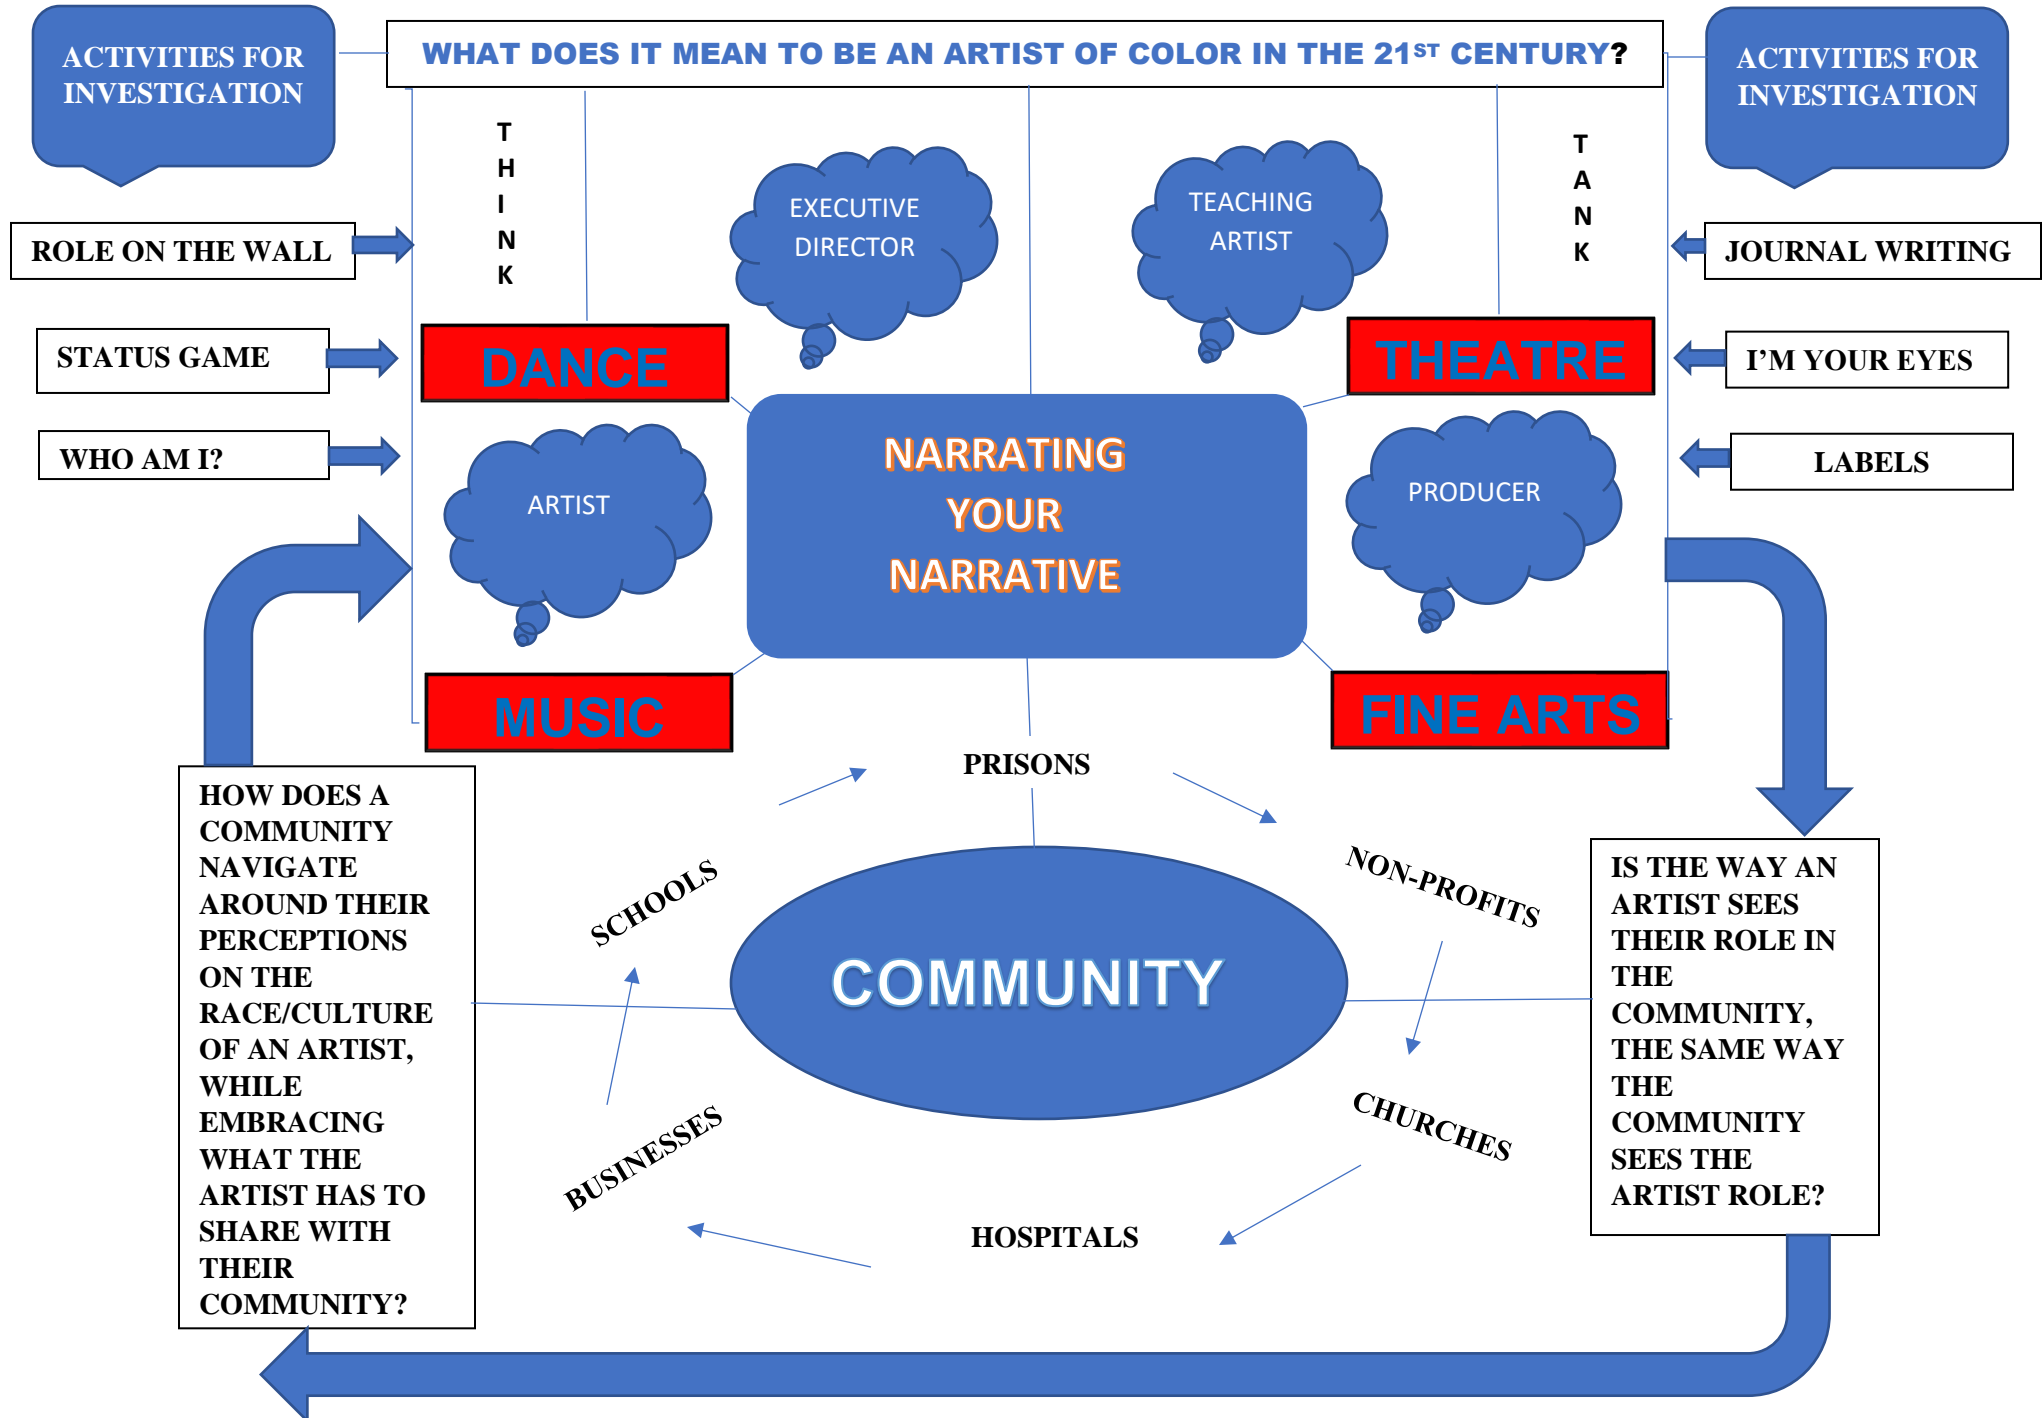 ACTIVITIES FOR
INVESTIGATION
WHAT DOES IT MEAN TO BE AN ARTIST OF COLOR IN THE 21ST CENTURY?
ACTIVITIES FOR
INVESTIGATION
T
H
I
N
K
EXECUTIVE
DIRECTOR
TEACHING
ARTIST
T
A
N
K
ROLE ON THE WALL
STATUS GAME
WHO AM I?
JOURNAL WRITING
I’M YOUR EYES
LABELS
DANCE
THEATRE
ARTIST
NARRATING
YOUR
NARRATIVE
PRODUCER
MUSIC
FINE ARTS
HOW DOES A
COMMUNITY
NAVIGATE
AROUND THEIR
PERCEPTIONS
ON THE
RACE/CULTURE
OF AN ARTIST,
WHILE
EMBRACING
WHAT THE
ARTIST HAS TO
SHARE WITH
THEIR
COMMUNITY?
PRISONS
SCHOOLS
NON-PROFITS
COMMUNITY
BUSINESSES
CHURCHES
HOSPITALS
IS THE WAY AN
ARTIST SEES
THEIR ROLE IN
THE
COMMUNITY,
THE SAME WAY
THE
COMMUNITY
SEES THE
ARTIST ROLE?